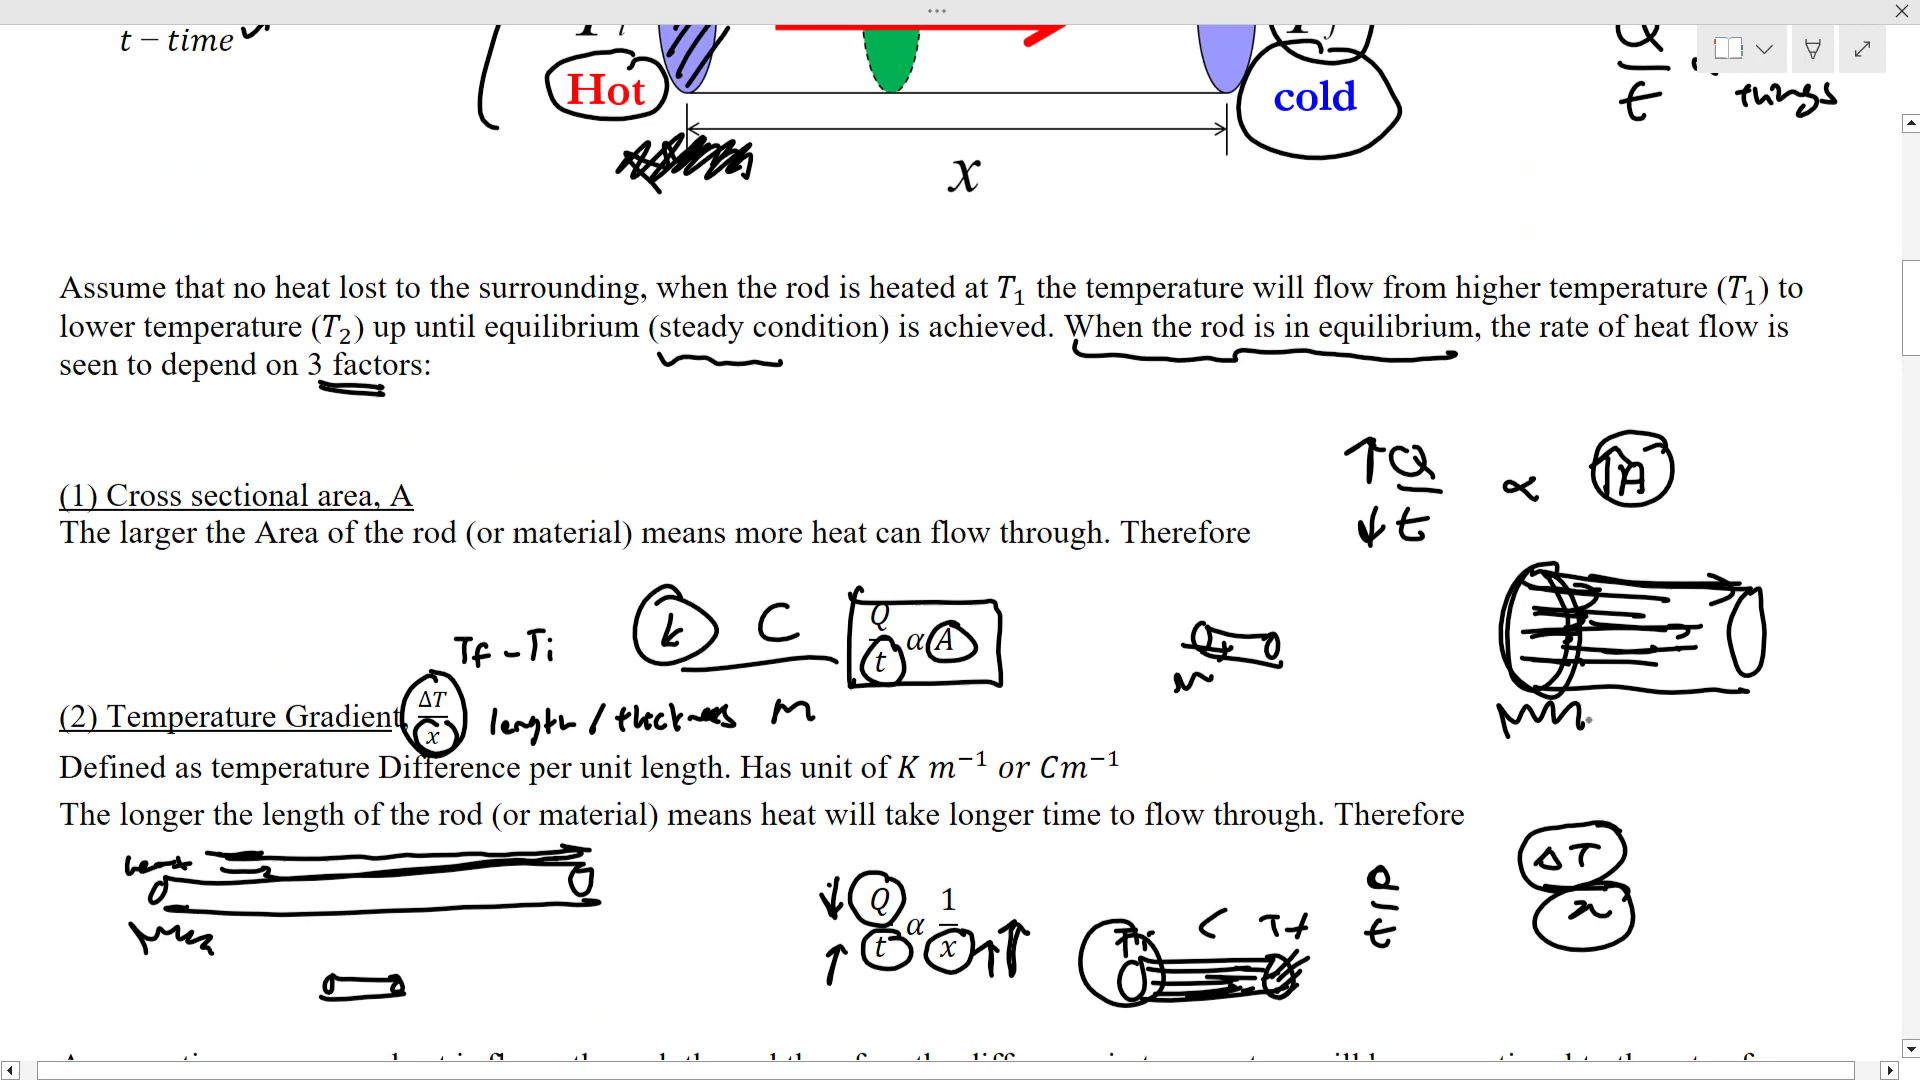 t – time
Hot
cold
x
Q
t
things
Assume that no heat lost to the surrounding, when the rod is heated at T₁ the temperature will flow from higher temperature (T₁) to
lower temperature (T₂) up until equilibrium (steady condition) is achieved. When the rod is in equilibrium, the rate of heat flow is
seen to depend on 3 factors:
↑Q
↓t
∝ ↑A
(1) Cross sectional area, A
The larger the Area of the rod (or material) means more heat can flow through. Therefore
k C
Q/t α A
Tf – Ti
(2) Temperature Gradient, ΔT/x length / thickness m
Defined as temperature Difference per unit length. Has unit of K m⁻¹ or Cm⁻¹
The longer the length of the rod (or material) means heat will take longer time to flow through. Therefore
heat
↓Q/↑t α 1/x ↑↑
Ti < Tf
Q/t
ΔT
x